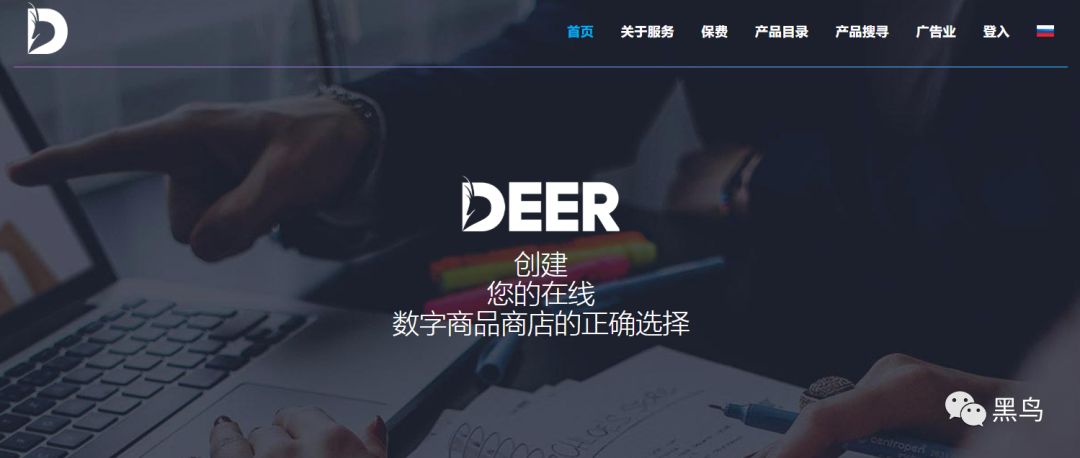 D
首页 关于服务 保费 产品目录 产品搜寻 广告业 登入
DEER
创建
您的在线
数字商品商店的正确选择
centropen
黑鸟